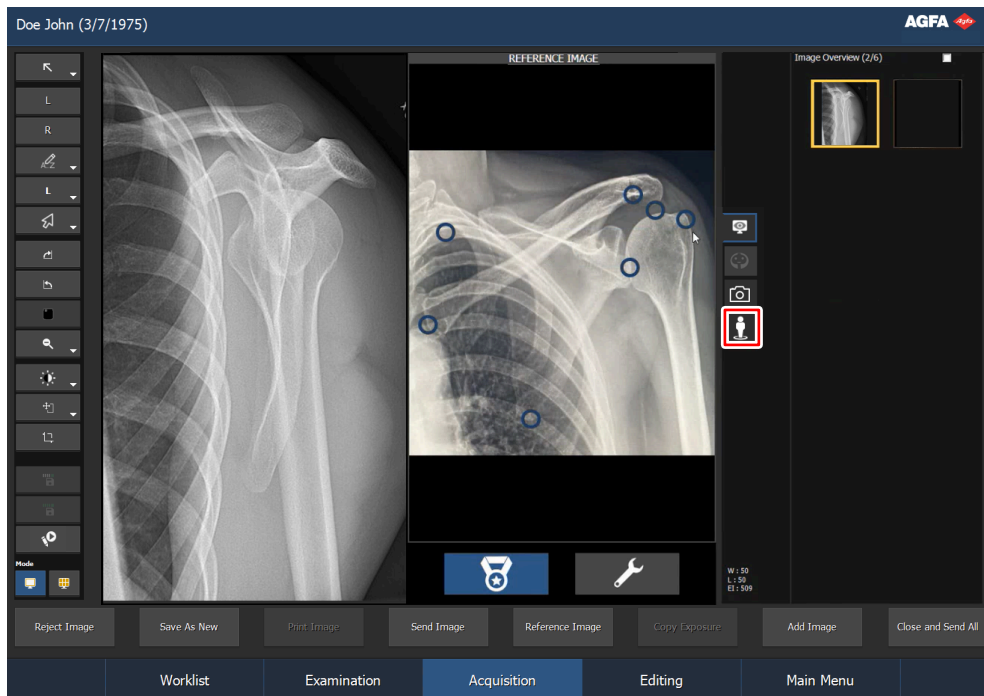 Doe John (3/7/1975)
AGFA
Agfa
REFERENCE IMAGE
Image Overview (2/6)
L
R
A-Z
L
Mode
W : 50
L : 50
EI : 509
Reject Image
Save As New
Print Image
Send Image
Reference Image
Copy Exposure
Add Image
Close and Send All
Worklist
Examination
Acquisition
Editing
Main Menu